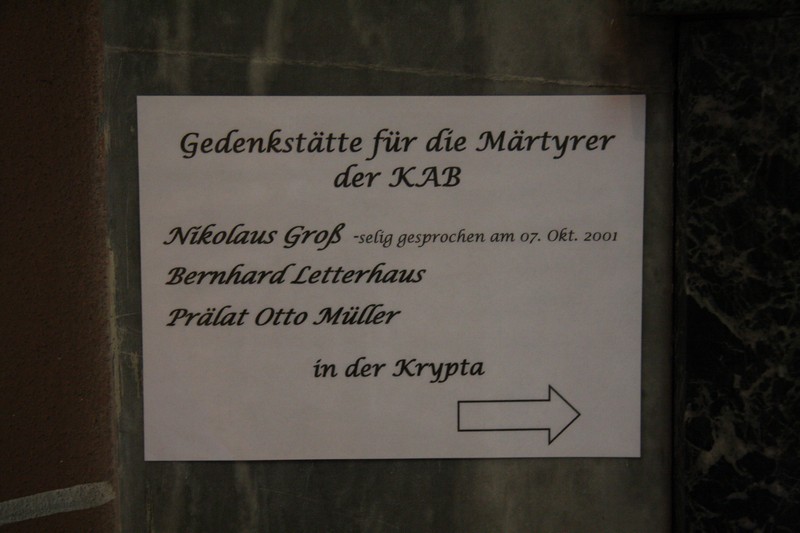 Gedenkstätte für die Märtyrer
der KAB
Nikolaus Groß -selig gesprochen am 07. Okt. 2001
Bernhard Letterhaus
Prälat Otto Müller
in der Krypta